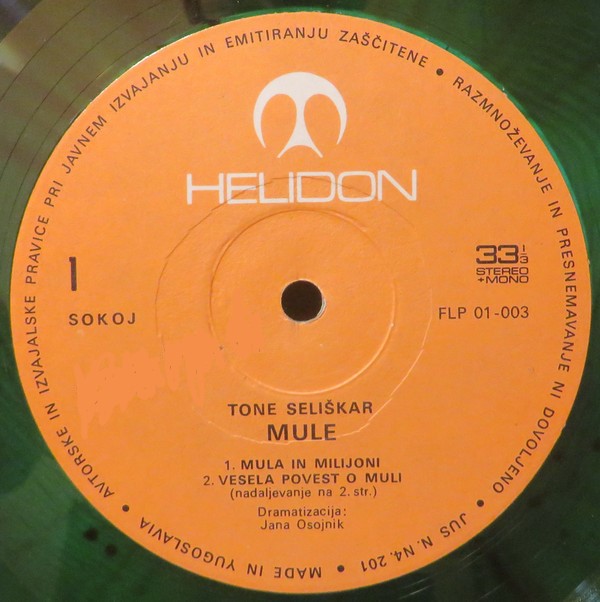 AVTORSKE IN IZVAJALSKE PRAVICE PRI JAVNEM IZVAJANJU IN EMITIRANJU ZAŠČITENE • RAZMNOŽEVANJE IN PRESNEMAVANJE NI DOVOLJENO • JUS N. N4. 201 • MADE IN YUGOSLAVIA •
HELIDON
1
SOKOJ
33 1/3
STEREO
+MONO
FLP 01-003
TONE SELIŠKAR
MULE
1. MULA IN MILIJONI
2. VESELA POVEST O MULI
(nadaljevanje na 2. str.)
Dramatizacija:
Jana Osojnik